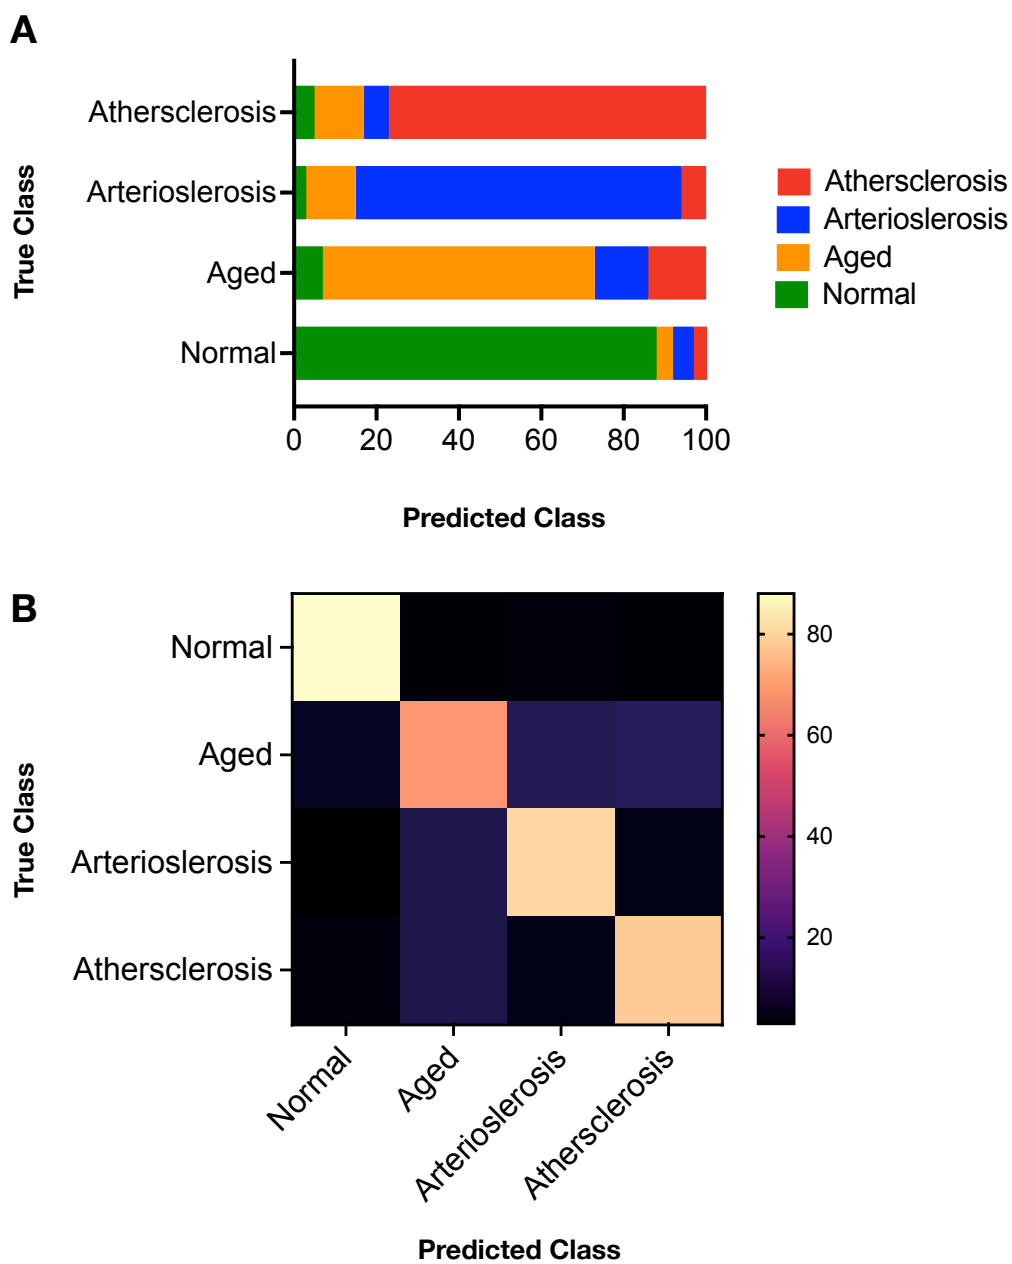 A
True Class
Athersclerosis
Arterioslerosis
Aged
Normal
0 20 40 60 80 100
Predicted Class
Athersclerosis
Arterioslerosis
Aged
Normal
B
True Class
Normal
Aged
Arterioslerosis
Athersclerosis
Normal
Aged
Arterioslerosis
Athersclerosis
Predicted Class
80
60
40
20